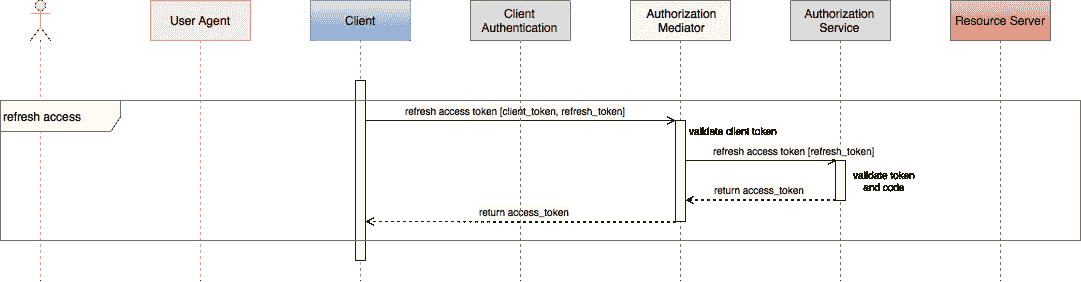 User Agent
Client
Client
Authentication
Authorization
Mediator
Authorization
Service
Resource Server
refresh access
refresh access token [client_token, refresh_token]
validate client token
refresh access token [refresh_token]
validate token
and code
return access_token
return access_token